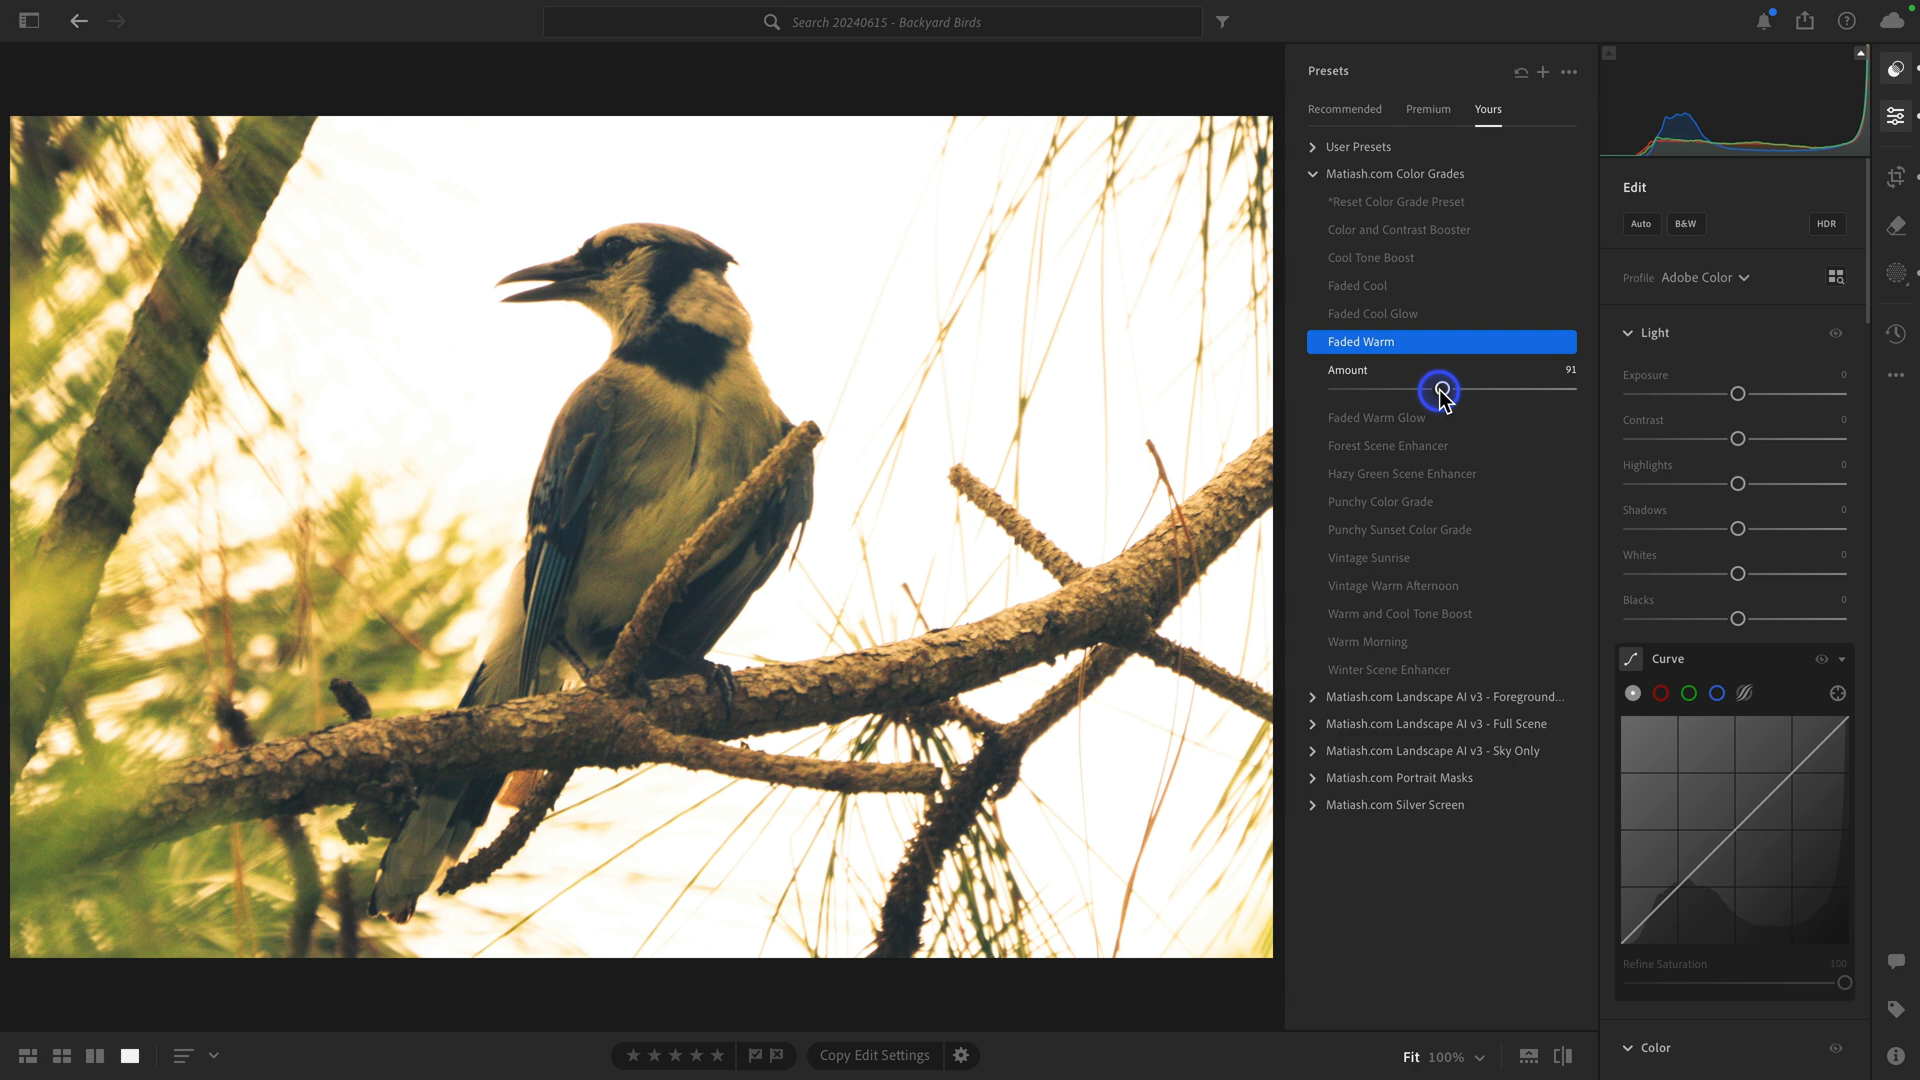 Search 20240615 - Backyard Birds
Presets
Recommended
Premium
Yours
User Presets
Matiash.com Color Grades
*Reset Color Grade Preset
Color and Contrast Booster
Cool Tone Boost
Faded Cool
Faded Cool Glow
Faded Warm
Amount 91
Faded Warm Glow
Forest Scene Enhancer
Hazy Green Scene Enhancer
Punchy Color Grade
Punchy Sunset Color Grade
Vintage Sunrise
Vintage Warm Afternoon
Warm and Cool Tone Boost
Warm Morning
Winter Scene Enhancer
Matiash.com Landscape AI v3 - Foreground...
Matiash.com Landscape AI v3 - Full Scene
Matiash.com Landscape AI v3 - Sky Only
Matiash.com Portrait Masks
Matiash.com Silver Screen
Edit
Auto B&W HDR
Profile Adobe Color
Light
Exposure 0
Contrast 0
Highlights 0
Shadows 0
Whites 0
Blacks 0
Curve
Refine Saturation 100
Color
Copy Edit Settings
Fit 100%